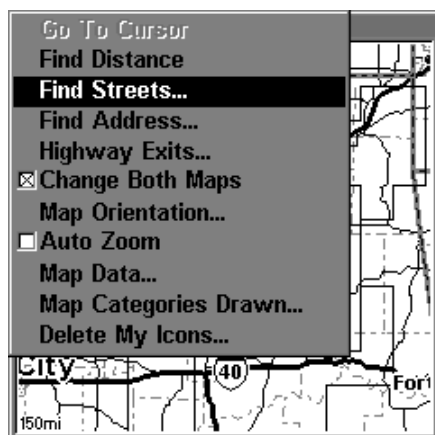 Go To Cursor
Find Distance
Find Streets...
Find Address...
Highway Exits...
Change Both Maps
Map Orientation...
Auto Zoom
Map Data...
Map Categories Drawn...
Delete My Icons...
City
40
Fort
150mi